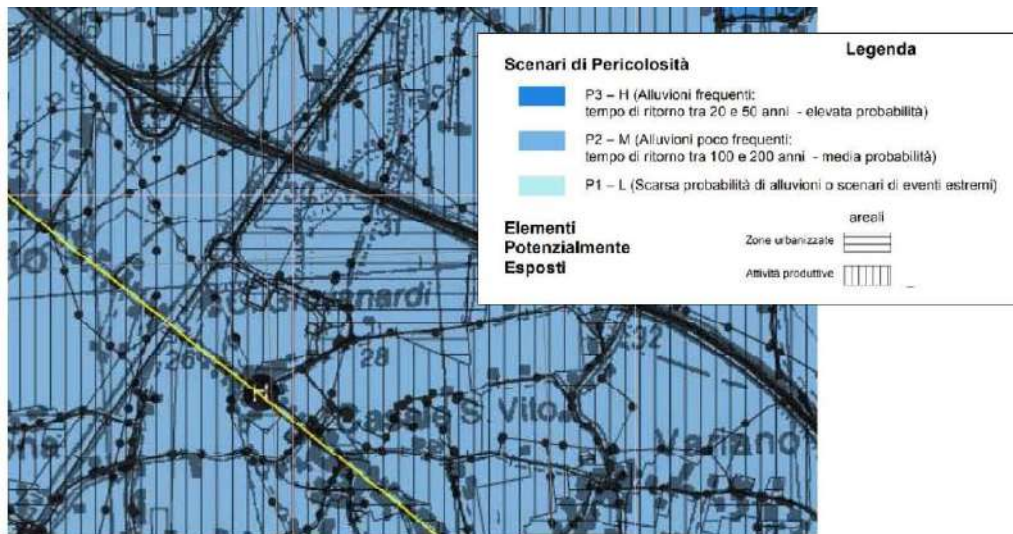 Legenda
Scenari di Pericolosità
P3 – H (Alluvioni frequenti:
tempo di ritorno tra 20 e 50 anni - elevata probabilità)
P2 – M (Alluvioni poco frequenti:
tempo di ritorno tra 100 e 200 anni - media probabilità)
P1 – L (Scarsa probabilità di alluvioni o scenari di eventi estremi)
Elementi
Potenzialmente
Esposti
areali
Zone urbanizzate
Attività produttive
31
32
26
28
Casale S. Vito
Variano